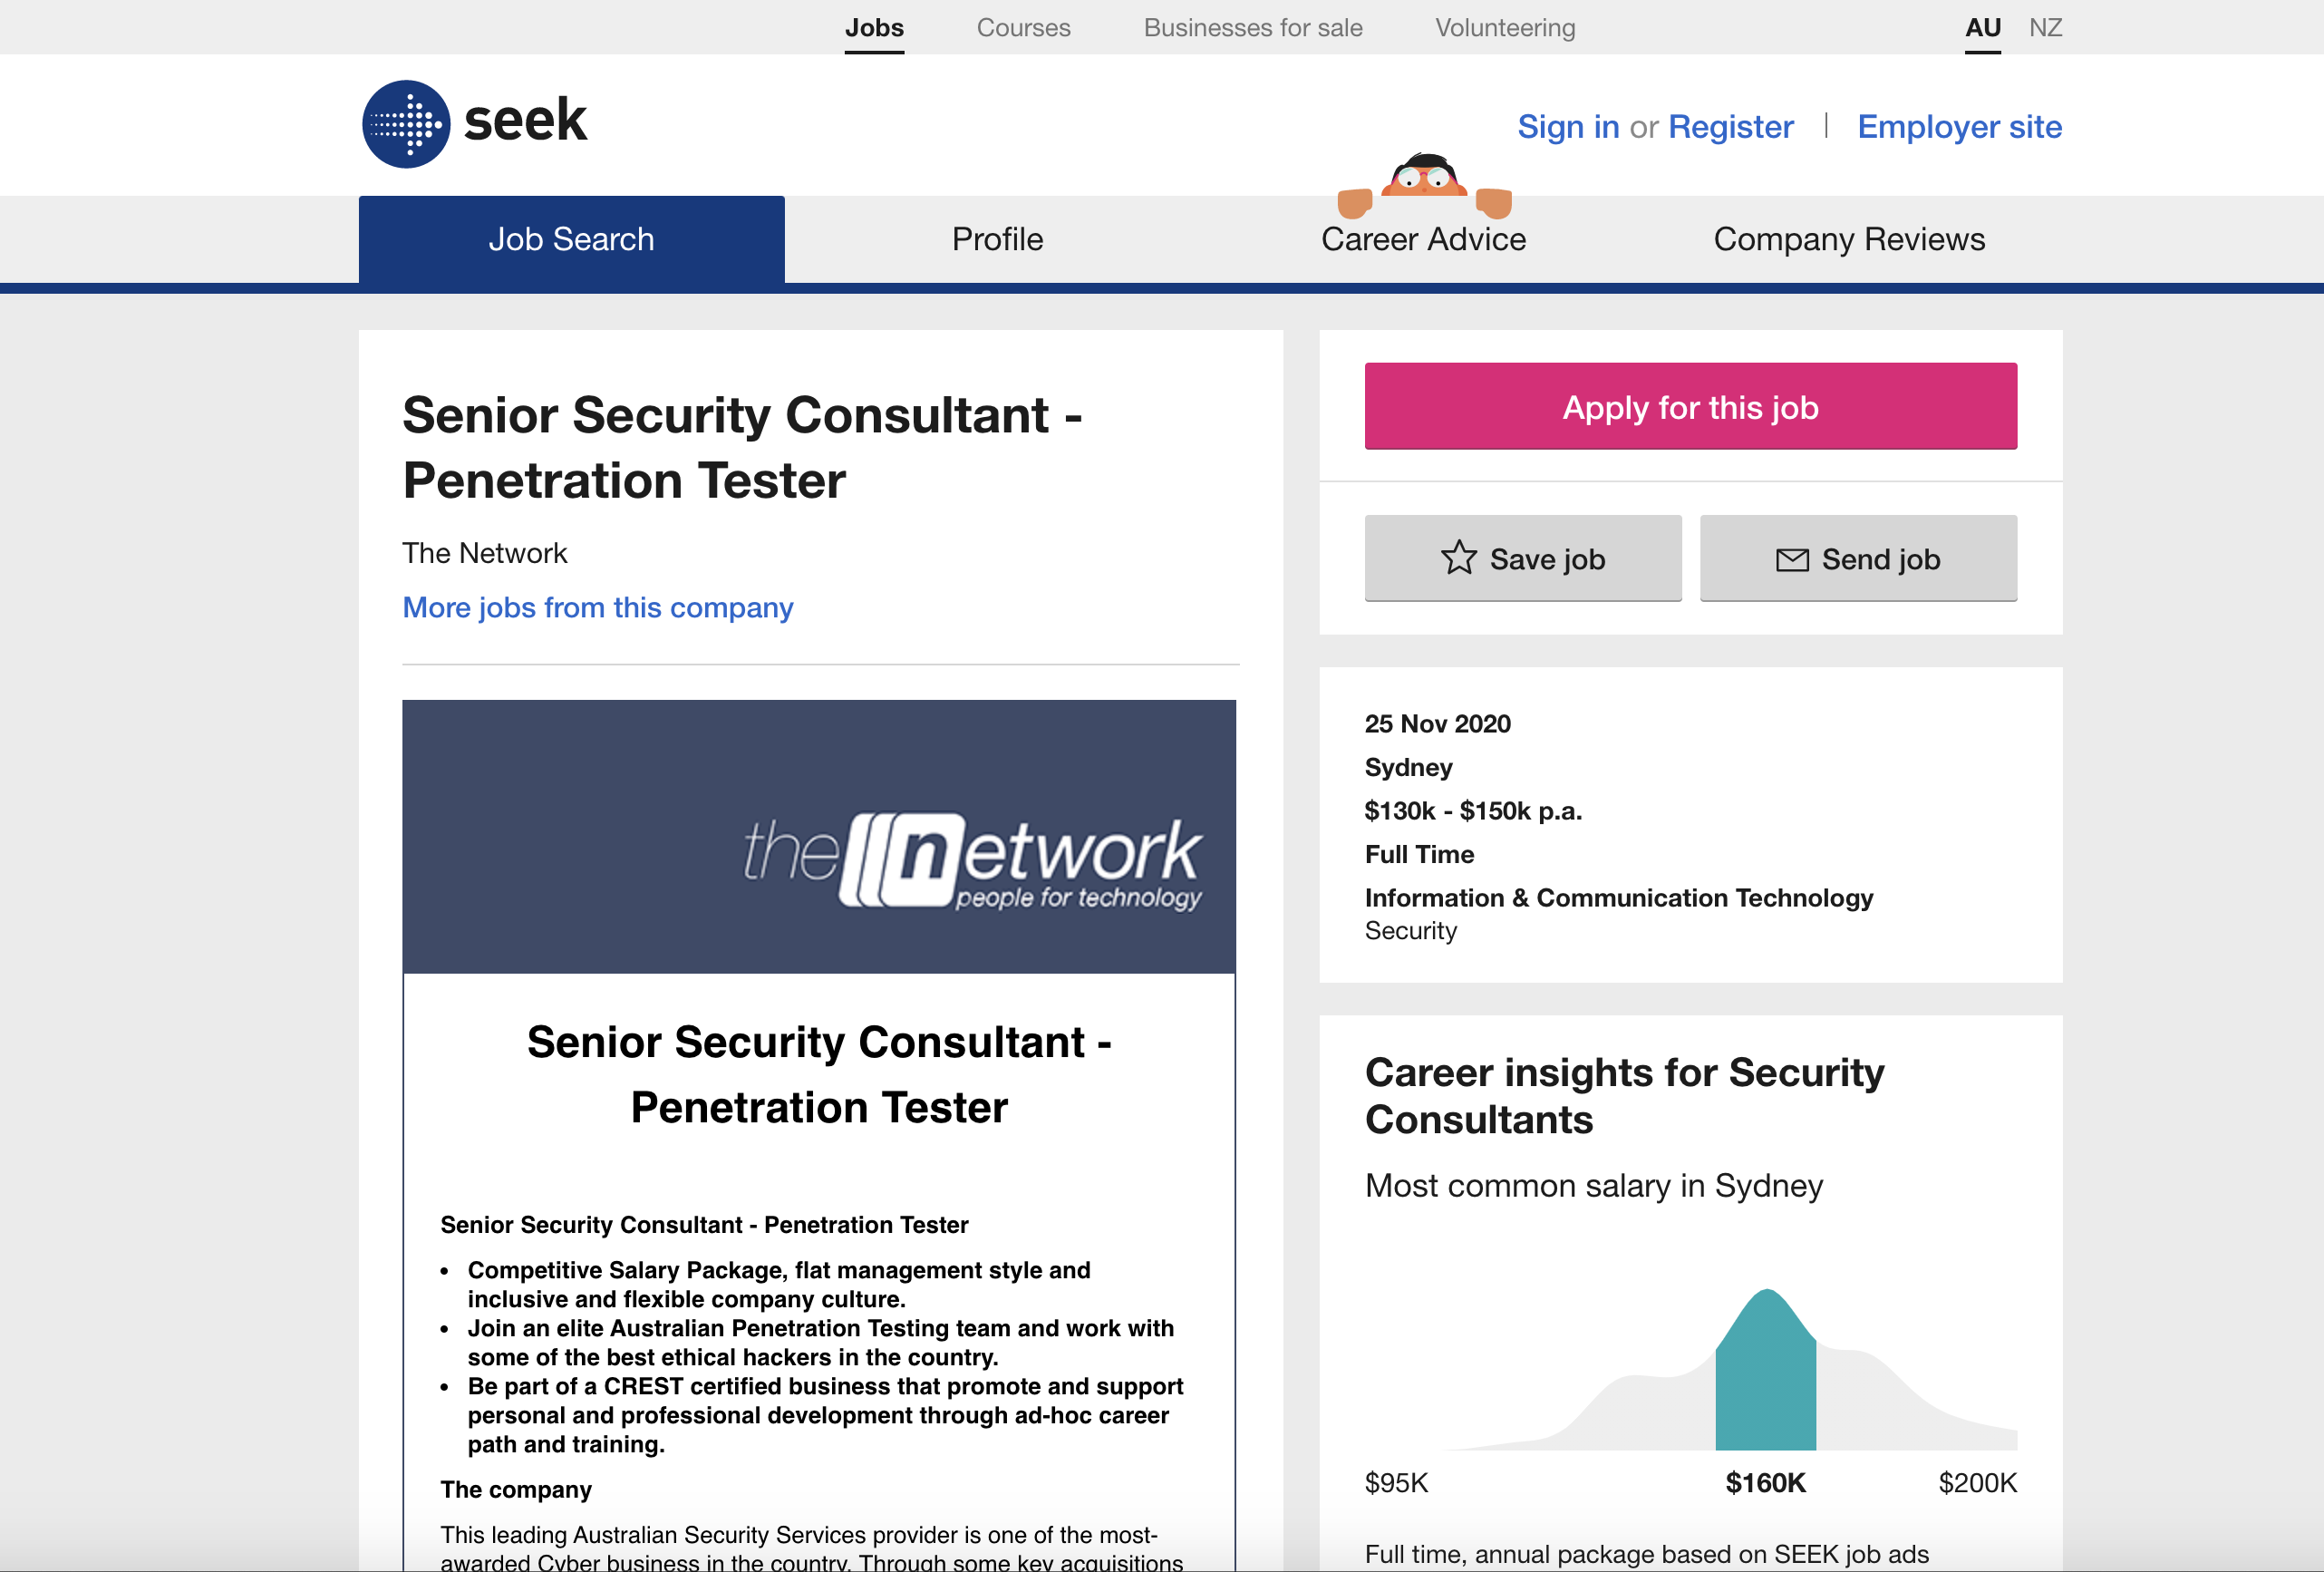 Jobs
Courses
Businesses for sale
Volunteering
AU
NZ
seek
Sign in or Register | Employer site
Job Search
Profile
Career Advice
Company Reviews
Senior Security Consultant -
Penetration Tester
The Network
More jobs from this company
the network
people for technology
Senior Security Consultant -
Penetration Tester
Senior Security Consultant - Penetration Tester
• Competitive Salary Package, flat management style and
inclusive and flexible company culture.
• Join an elite Australian Penetration Testing team and work with
some of the best ethical hackers in the country.
• Be part of a CREST certified business that promote and support
personal and professional development through ad-hoc career
path and training.
The company
This leading Australian Security Services provider is one of the most-
awarded Cyber business in the country. Through some key acquisitions
Apply for this job
Save job
Send job
25 Nov 2020
Sydney
$130k - $150k p.a.
Full Time
Information & Communication Technology
Security
Career insights for Security
Consultants
Most common salary in Sydney
$95K
$160K
$200K
Full time, annual package based on SEEK job ads